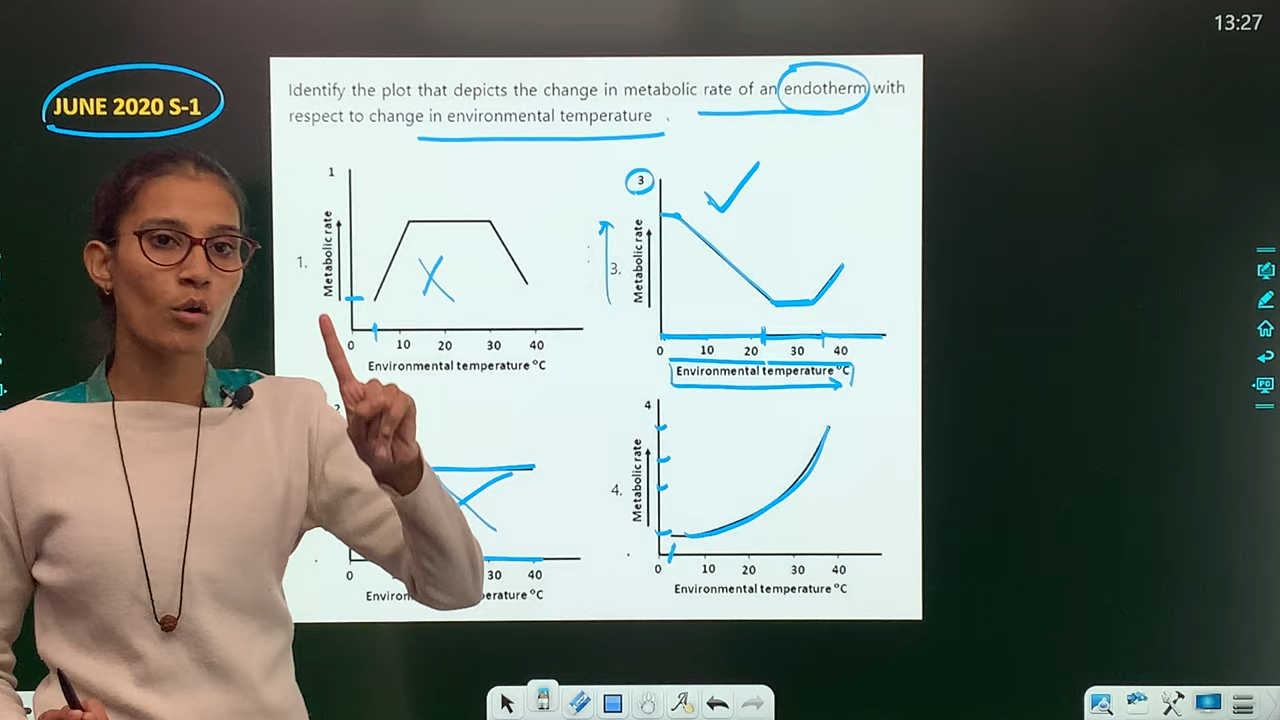 13:27
JUNE 2020 S-1
Identify the plot that depicts the change in metabolic rate of an endotherm with
respect to change in environmental temperature
1
1.
Metabolic rate
0 10 20 30 40
Environmental temperature °C
3
3.
Metabolic rate
0 10 20 30 40
Environmental temperature °C
0 30 40
4
4.
Metabolic rate
0 10 20 30 40
Environmental temperature °C
PC